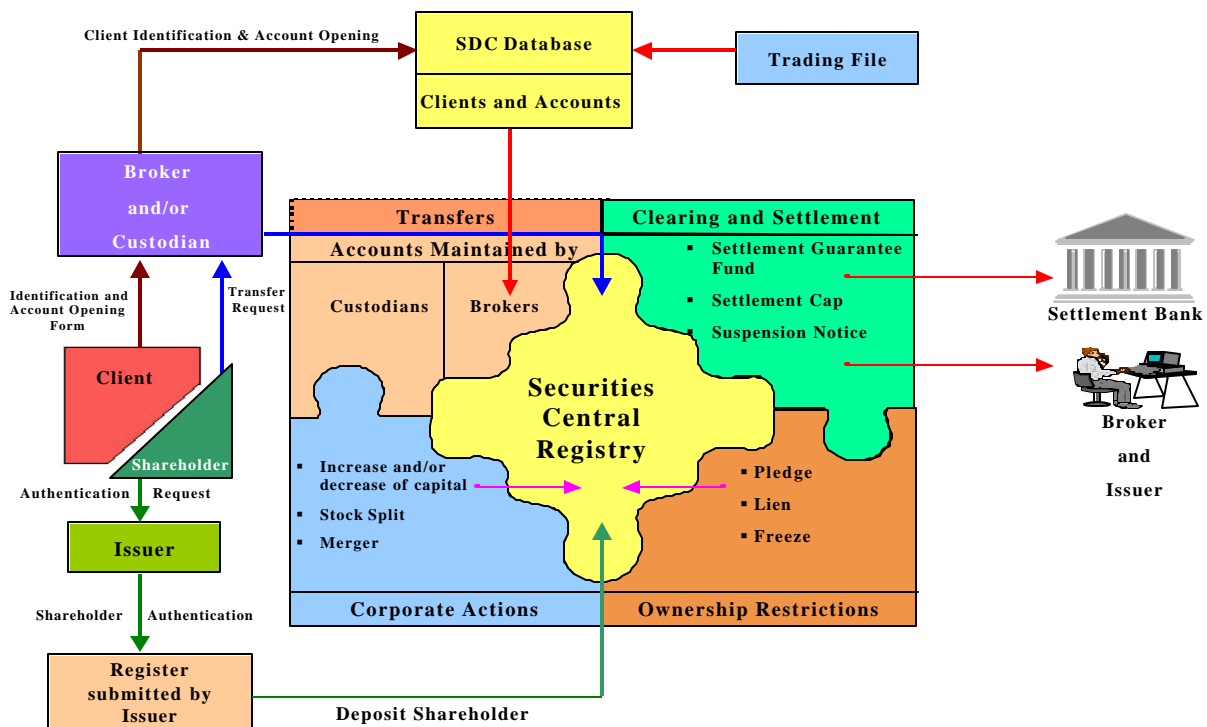 Client Identification & Account Opening
SDC Database
Trading File
Clients and Accounts
Broker
and/or
Custodian
Transfers
Clearing and Settlement
Accounts Maintained by
▪ Settlement Guarantee
Fund
▪ Settlement Cap
▪ Suspension Notice
Custodians
Brokers
Identification and
Account Opening
Form
Transfer
Request
Settlement Bank
Client
Shareholder
Securities
Central
Registry
Broker
and
Issuer
Authentication
Request
▪ Increase and/or
decrease of capital
▪ Stock Split
▪ Merger
▪ Pledge
▪ Lien
▪ Freeze
Issuer
Shareholder
Authentication
Corporate Actions
Ownership Restrictions
Register
submitted by
Issuer
Deposit Shareholder